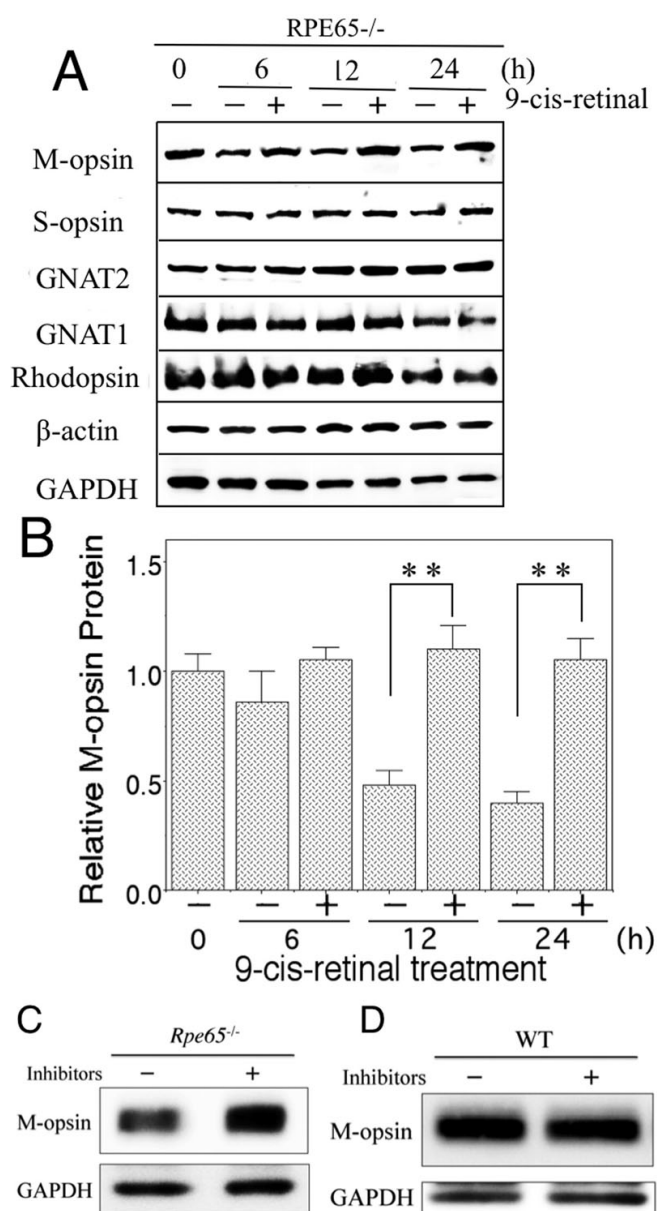 RPE65-/-
A
0 6 12 24 (h)
− − + − + − + 9-cis-retinal
M-opsin
S-opsin
GNAT2
GNAT1
Rhodopsin
β-actin
GAPDH
B
Relative M-opsin Protein
1.5
1.0
0.5
0.0
** **
− − + − + − +
0 6 12 24 (h)
9-cis-retinal treatment
C
Rpe65-/-
Inhibitors − +
M-opsin
GAPDH
D
WT
Inhibitors − +
M-opsin
GAPDH